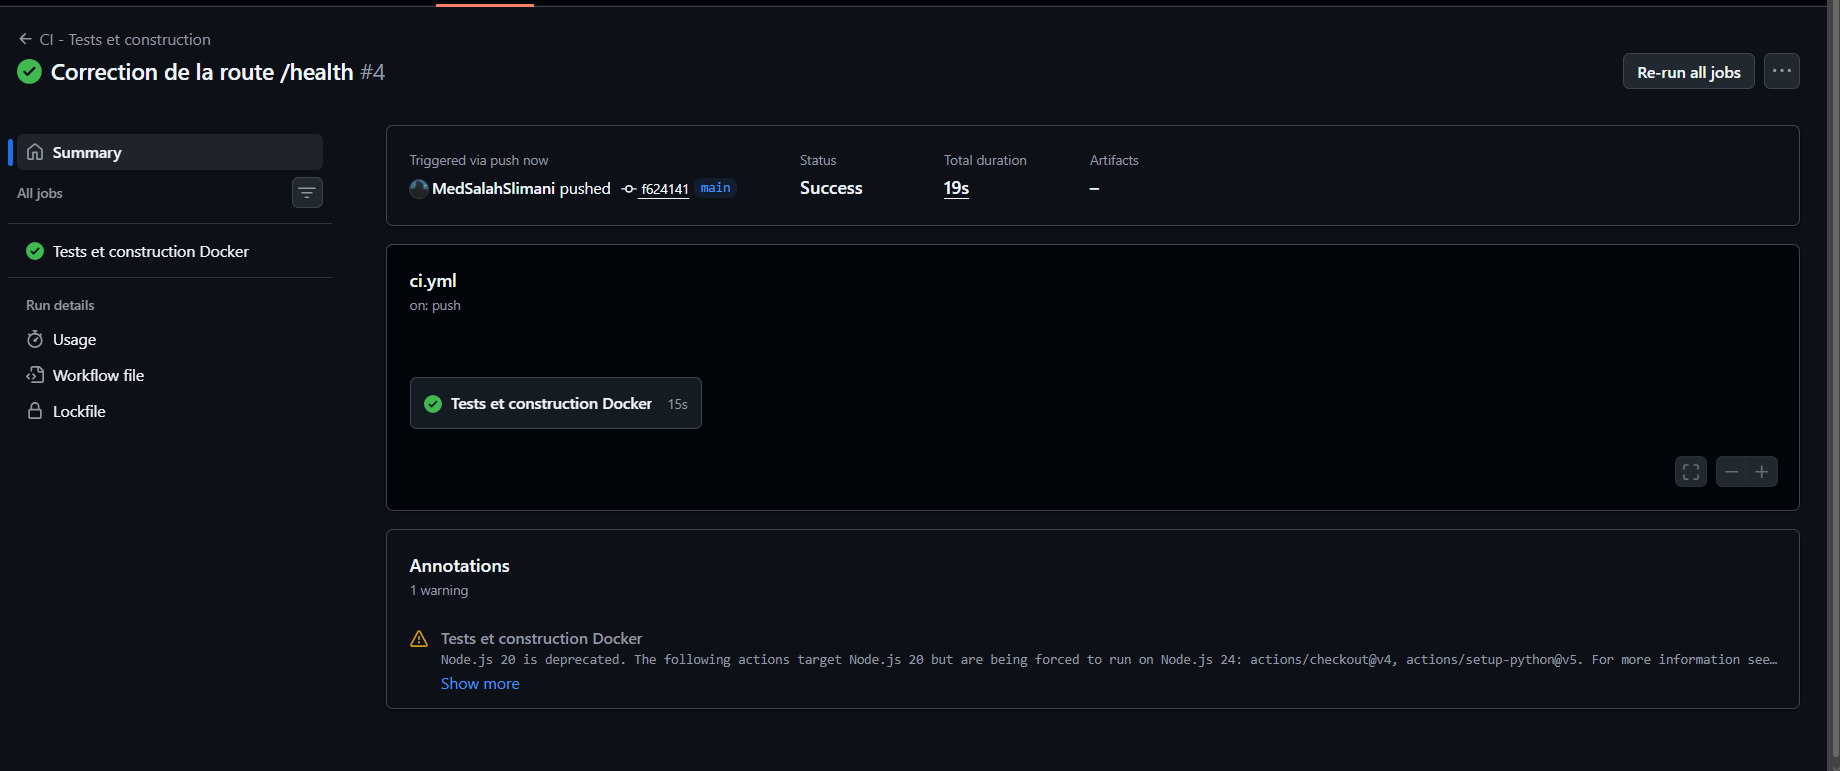 CI - Tests et construction
Correction de la route /health #4
Re-run all jobs
Summary
All jobs
Tests et construction Docker
Run details
Usage
Workflow file
Lockfile
Triggered via push now
MedSalahSlimani pushed f624141 main
Status
Success
Total duration
19s
Artifacts
–
ci.yml
on: push
Tests et construction Docker 15s
Annotations
1 warning
Tests et construction Docker
Node.js 20 is deprecated. The following actions target Node.js 20 but are being forced to run on Node.js 24: actions/checkout@v4, actions/setup-python@v5. For more information see…
Show more